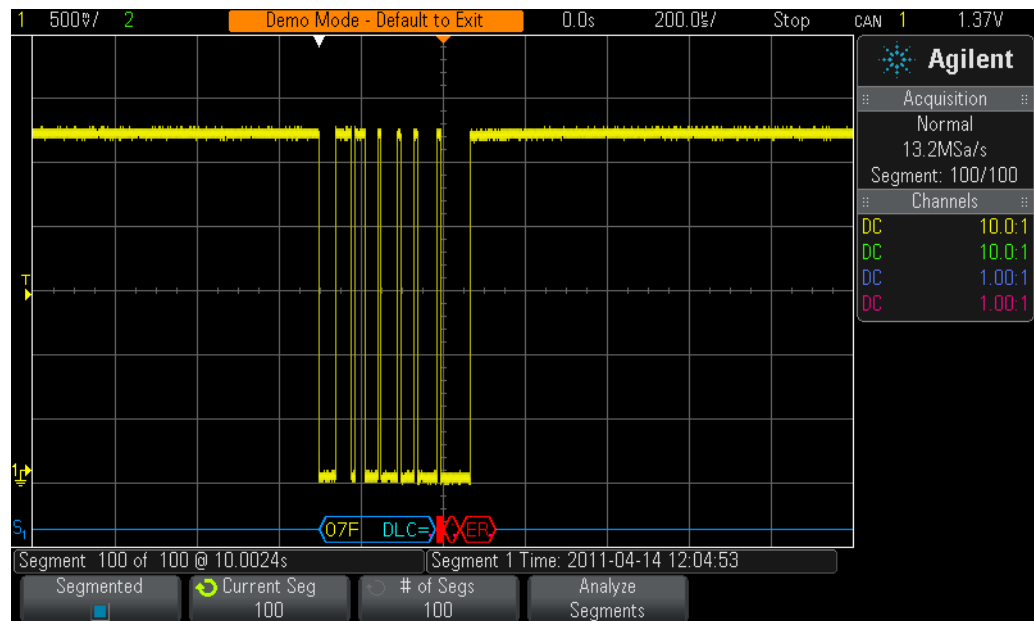 1 500mV/ 2 Demo Mode - Default to Exit 0.0s 200.0µs/ Stop CAN 1 1.37V
Agilent
Acquisition
Normal
13.2MSa/s
Segment: 100/100
Channels
DC 10.0:1
DC 10.0:1
DC 1.00:1
DC 1.00:1
T
1
S1
07F DLC= ER
Segment 100 of 100 @ 10.0024s
Segment 1 Time: 2011-04-14 12:04:53
Segmented
Current Seg
100
# of Segs
100
Analyze
Segments